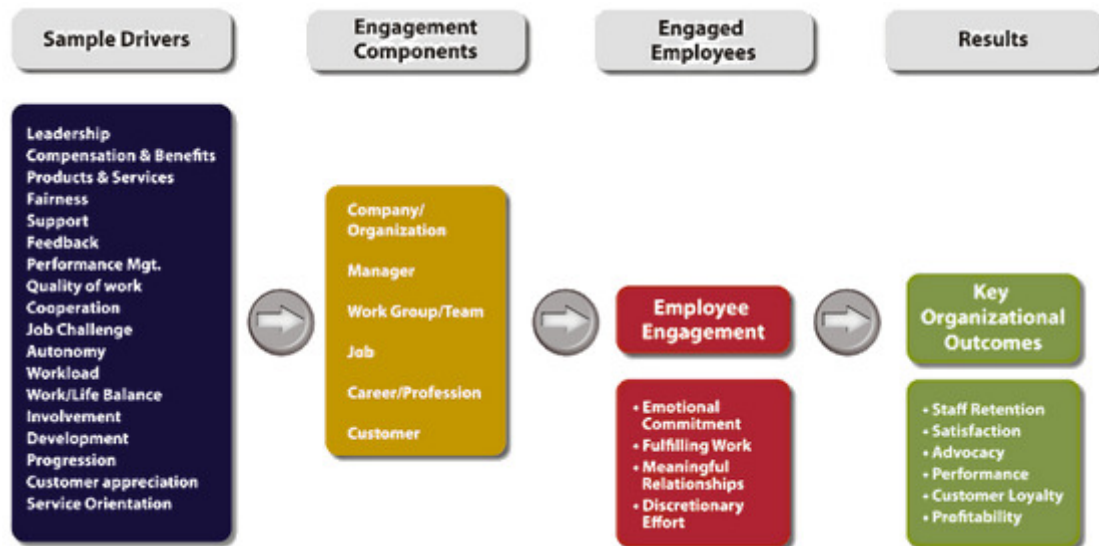 Sample Drivers
Engagement
Components
Engaged
Employees
Results
Leadership
Compensation & Benefits
Products & Services
Fairness
Support
Feedback
Performance Mgt.
Quality of work
Cooperation
Job Challenge
Autonomy
Workload
Work/Life Balance
Involvement
Development
Progression
Customer appreciation
Service Orientation
Company/
Organization
Manager
Work Group/Team
Job
Career/Profession
Customer
Employee
Engagement
• Emotional
Commitment
• Fulfilling Work
• Meaningful
Relationships
• Discretionary
Effort
Key
Organizational
Outcomes
• Staff Retention
• Satisfaction
• Advocacy
• Performance
• Customer Loyalty
• Profitability